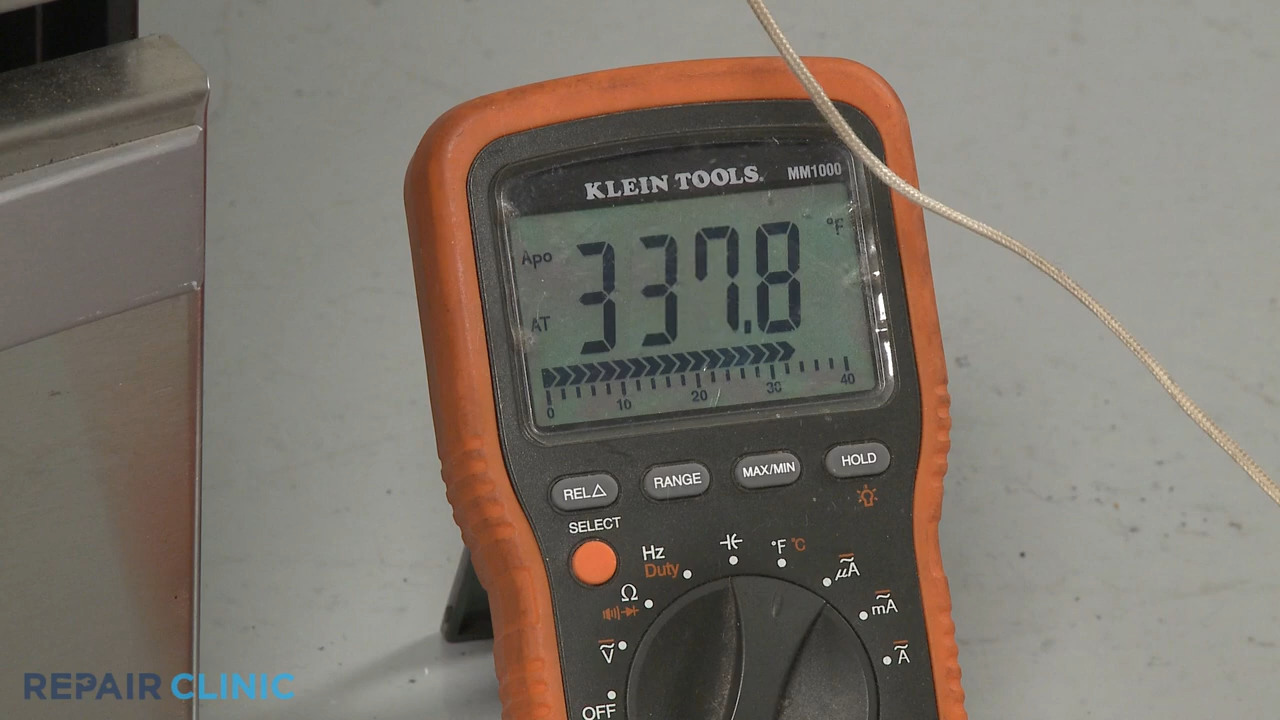 KLEIN TOOLS. MM1000
Apo
AT
337.8 °F
0 10 20 30 40
REL△ RANGE MAX/MIN HOLD
SELECT
Hz
Duty
°F °C
μA
mA
A
Ω
V
OFF
REPAIR CLINIC